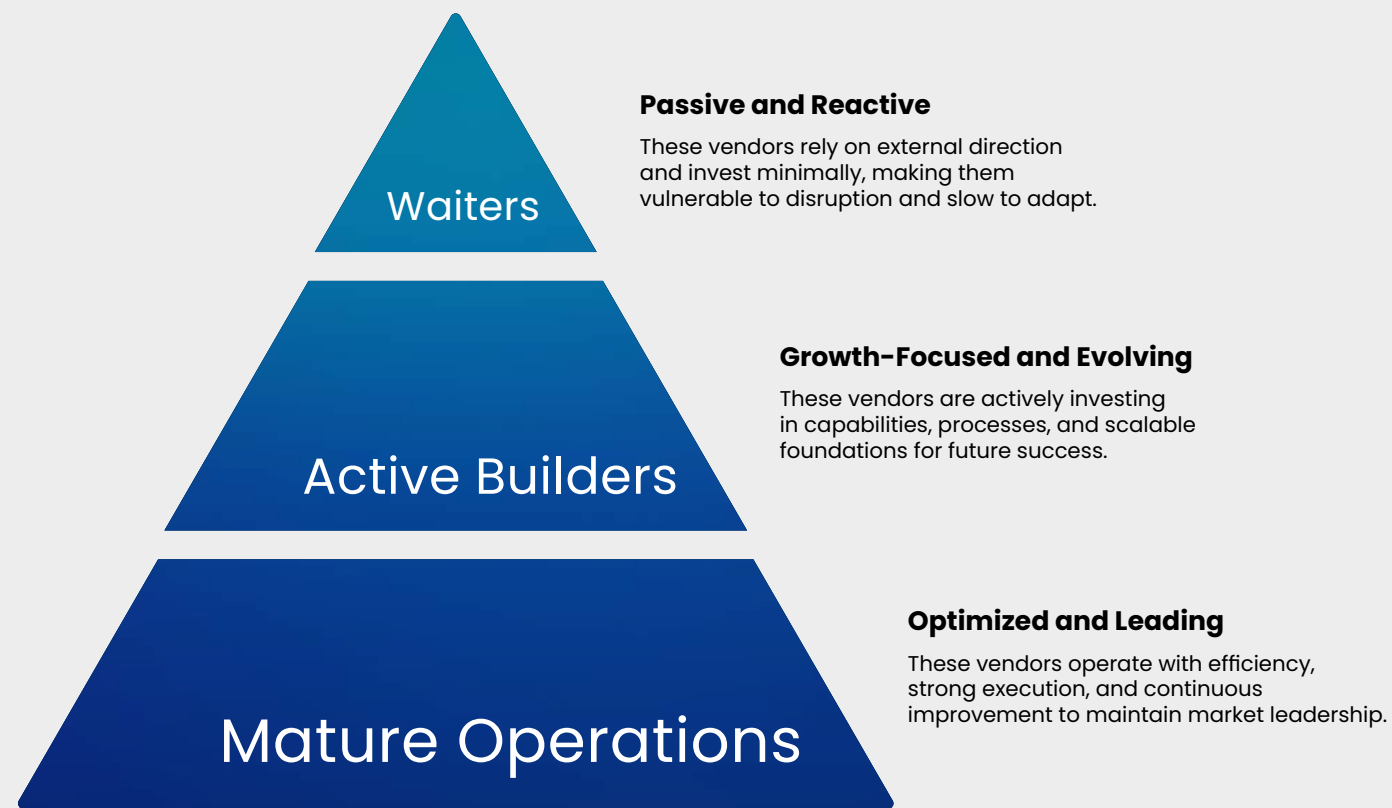 Waiters
Passive and Reactive
These vendors rely on external direction
and invest minimally, making them
vulnerable to disruption and slow to adapt.
Active Builders
Growth-Focused and Evolving
These vendors are actively investing
in capabilities, processes, and scalable
foundations for future success.
Mature Operations
Optimized and Leading
These vendors operate with efficiency,
strong execution, and continuous
improvement to maintain market leadership.